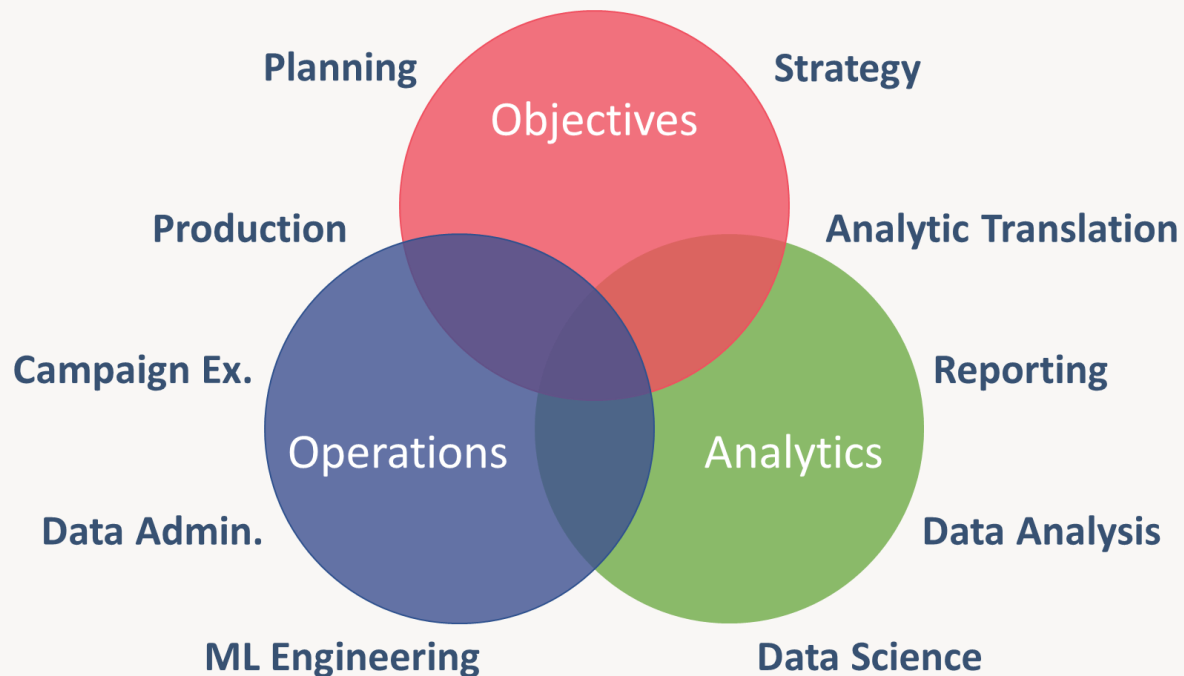 Planning
Strategy
Objectives
Production
Analytic Translation
Campaign Ex.
Reporting
Operations
Analytics
Data Admin.
Data Analysis
ML Engineering
Data Science